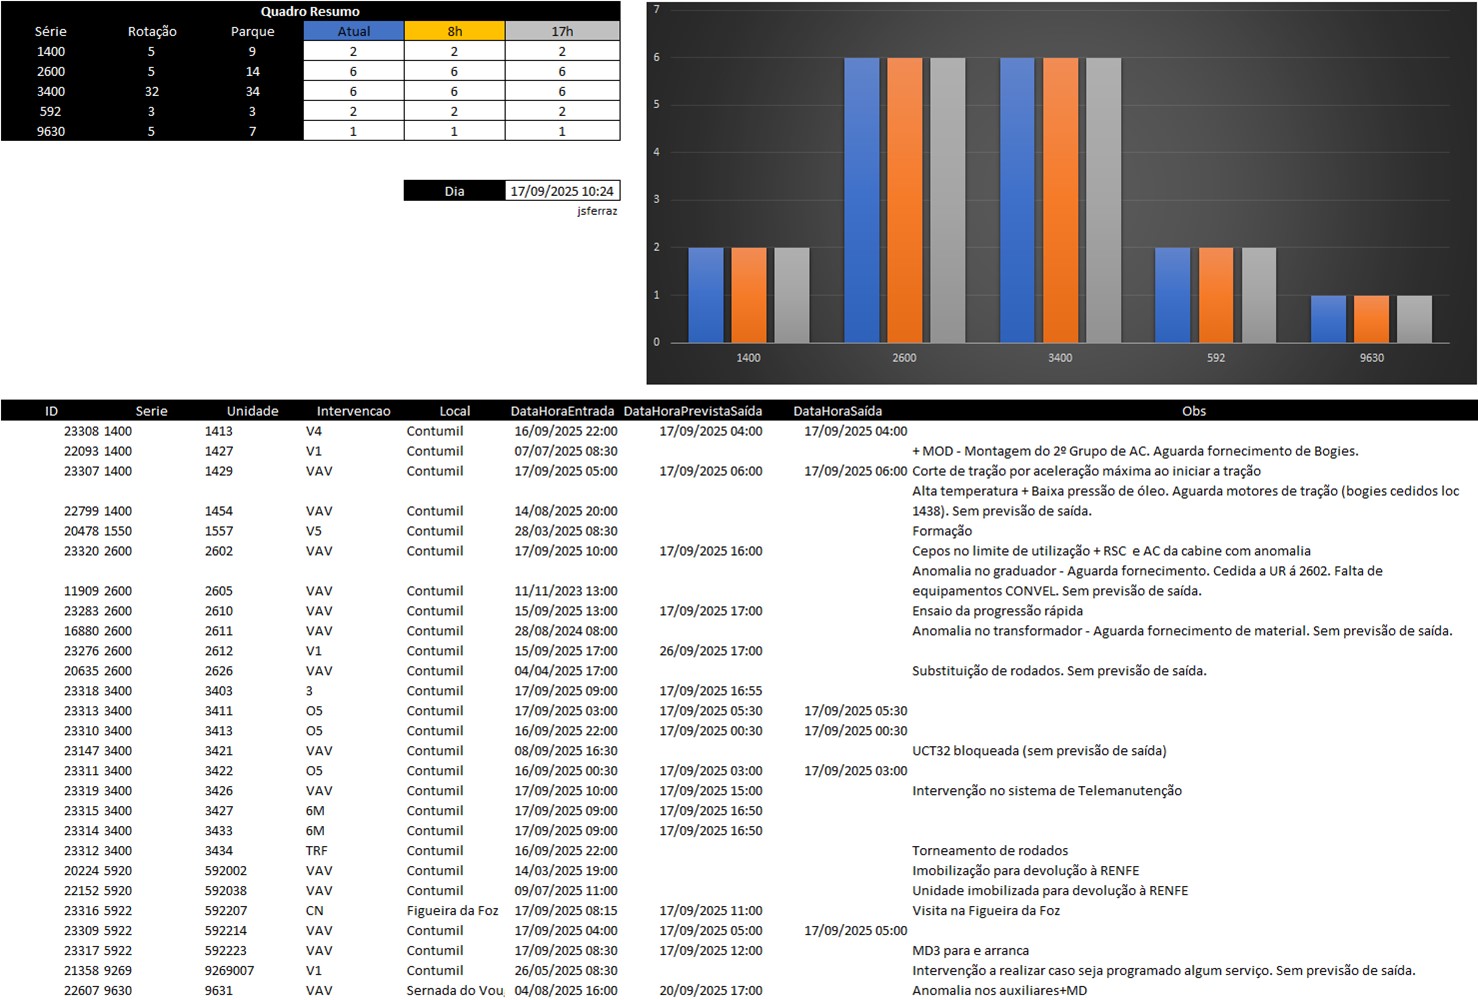 Quadro Resumo
Série Rotação Parque Atual 8h 17h
1400 5 9 2 2 2
2600 5 14 6 6 6
3400 32 34 6 6 6
592 3 3 2 2 2
9630 5 7 1 1 1
Dia 17/09/2025 10:24
jsferraz
7
6
5
4
3
2
1
0
1400 2600 3400 592 9630
ID Serie Unidade Intervencao Local DataHoraEntrada DataHoraPrevistaSaída DataHoraSaída Obs
23308 1400 1413 V4 Contumil 16/09/2025 22:00 17/09/2025 04:00 17/09/2025 04:00
22093 1400 1427 V1 Contumil 07/07/2025 08:30 + MOD - Montagem do 2º Grupo de AC. Aguarda fornecimento de Bogies.
23307 1400 1429 VAV Contumil 17/09/2025 05:00 17/09/2025 06:00 17/09/2025 06:00 Corte de tração por aceleração máxima ao iniciar a tração
Alta temperatura + Baixa pressão de óleo. Aguarda motores de tração (bogies cedidos loc
22799 1400 1454 VAV Contumil 14/08/2025 20:00 1438). Sem previsão de saída.
20478 1550 1557 V5 Contumil 28/03/2025 08:30 Formação
23320 2600 2602 VAV Contumil 17/09/2025 10:00 17/09/2025 16:00 Cepos no limite de utilização + RSC e AC da cabine com anomalia
Anomalia no graduador - Aguarda fornecimento. Cedida a UR á 2602. Falta de
11909 2600 2605 VAV Contumil 11/11/2023 13:00 equipamentos CONVEL. Sem previsão de saída.
23283 2600 2610 VAV Contumil 15/09/2025 13:00 17/09/2025 17:00 Ensaio da progressão rápida
16880 2600 2611 VAV Contumil 28/08/2024 08:00 Anomalia no transformador - Aguarda fornecimento de material. Sem previsão de saída.
23276 2600 2612 V1 Contumil 15/09/2025 17:00 26/09/2025 17:00
20635 2600 2626 VAV Contumil 04/04/2025 17:00 Substituição de rodados. Sem previsão de saída.
23318 3400 3403 3 Contumil 17/09/2025 09:00 17/09/2025 16:55
23313 3400 3411 O5 Contumil 17/09/2025 03:00 17/09/2025 05:30 17/09/2025 05:30
23310 3400 3413 O5 Contumil 16/09/2025 22:00 17/09/2025 00:30 17/09/2025 00:30
23147 3400 3421 VAV Contumil 08/09/2025 16:30 UCT32 bloqueada (sem previsão de saída)
23311 3400 3422 O5 Contumil 16/09/2025 00:30 17/09/2025 03:00 17/09/2025 03:00
23319 3400 3426 VAV Contumil 17/09/2025 10:00 17/09/2025 15:00 Intervenção no sistema de Telemanutenção
23315 3400 3427 6M Contumil 17/09/2025 09:00 17/09/2025 16:50
23314 3400 3433 6M Contumil 17/09/2025 09:00 17/09/2025 16:50
23312 3400 3434 TRF Contumil 16/09/2025 22:00 Torneamento de rodados
20224 5920 592002 VAV Contumil 14/03/2025 19:00 Imobilização para devolução à RENFE
22152 5920 592038 VAV Contumil 09/07/2025 11:00 Unidade imobilizada para devolução à RENFE
23316 5922 592207 CN Figueira da Foz 17/09/2025 08:15 17/09/2025 11:00 Visita na Figueira da Foz
23309 5922 592214 VAV Contumil 17/09/2025 04:00 17/09/2025 05:00 17/09/2025 05:00
23317 5922 592223 VAV Contumil 17/09/2025 08:30 17/09/2025 12:00 MD3 para e arranca
21358 9269 9269007 V1 Contumil 26/05/2025 08:30 Intervenção a realizar caso seja programado algum serviço. Sem previsão de saída.
22607 9630 9631 VAV Sernada do Vou 04/08/2025 16:00 20/09/2025 17:00 Anomalia nos auxiliares+MD